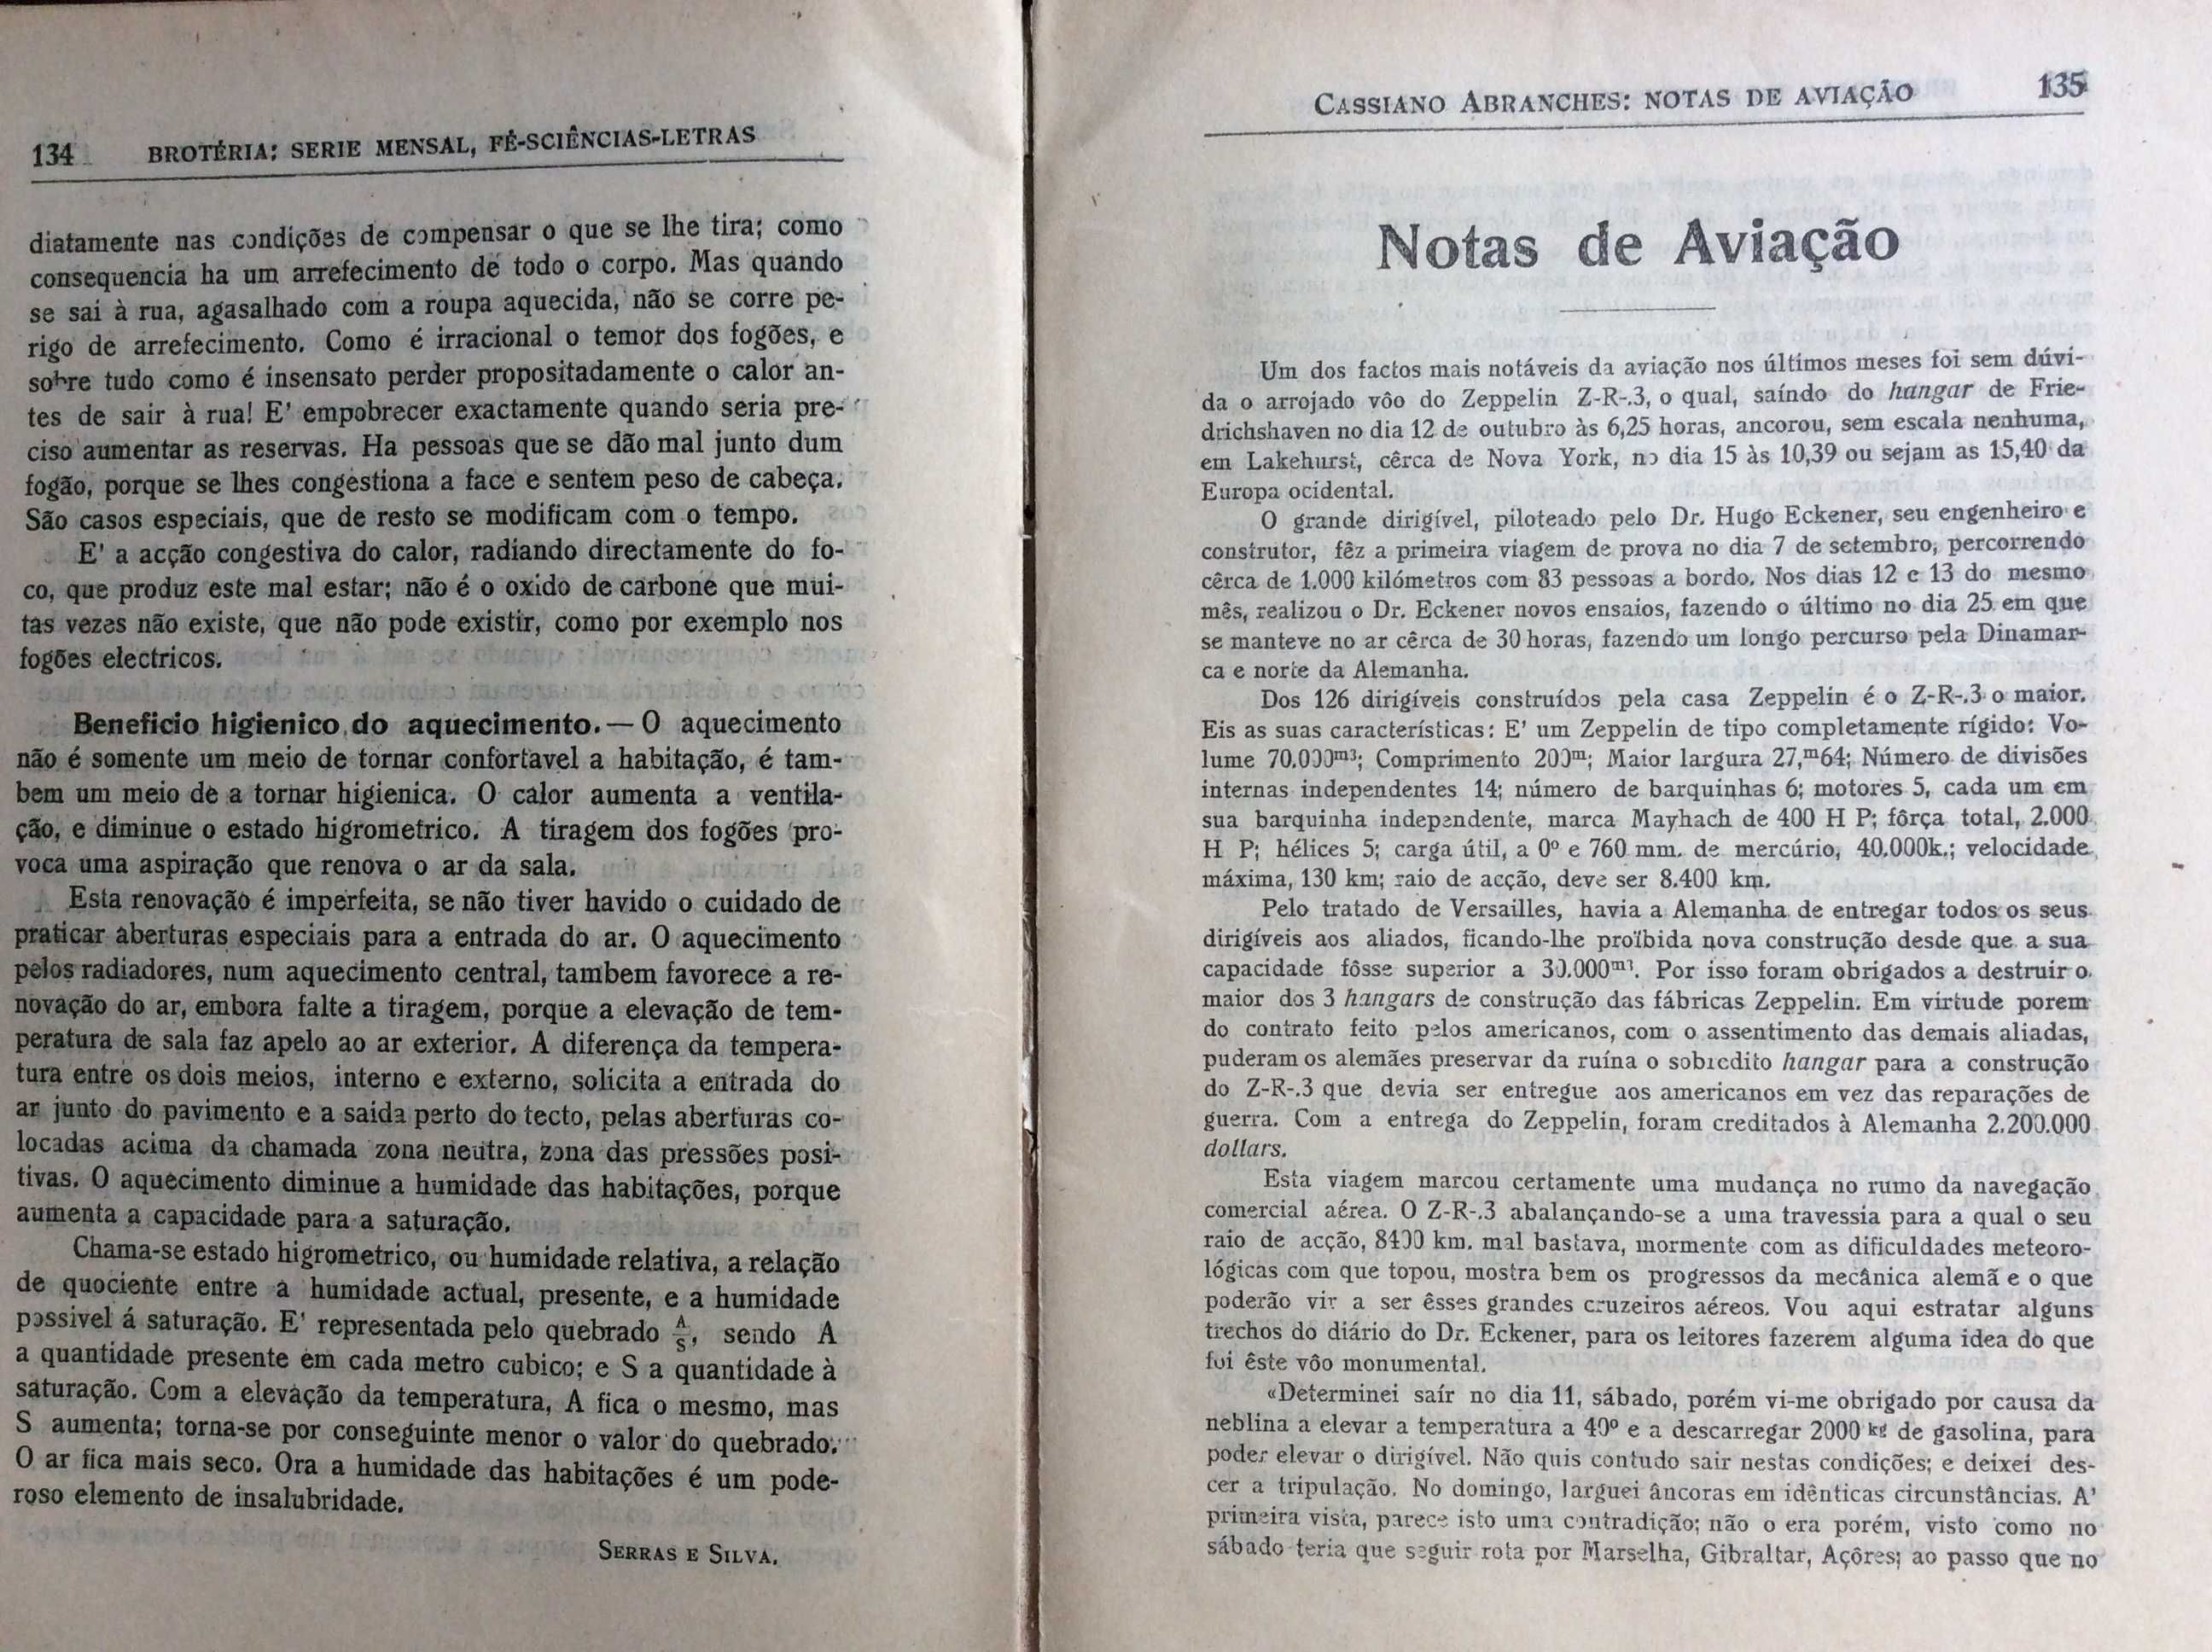 134 BROTÉRIA: SERIE MENSAL, FÉ-SCIÊNCIAS-LETRAS
diatamente nas condições de compensar o que se lhe tira; como
consequencia ha um arrefecimento de todo o corpo. Mas quando
se sai à rua, agasalhado com a roupa aquecida, não se corre pe-
rigo de arrefecimento. Como é irracional o temor dos fogões, e
sobre tudo como é insensato perder propositadamente o calor an-
tes de sair à rua! E' empobrecer exactamente quando seria pre-
ciso aumentar as reservas. Ha pessoas que se dão mal junto dum
fogão, porque se lhes congestiona a face e sentem peso de cabeça.
São casos especiais, que de resto se modificam com o tempo.
E' a acção congestiva do calor, radiando directamente do fo-
co, que produz este mal estar; não é o oxido de carbone que mui-
tas vezes não existe, que não pode existir, como por exemplo nos
fogões electricos.
Beneficio higienico do aquecimento.—O aquecimento
não é somente um meio de tornar confortavel a habitação, é tam-
bem um meio de a tornar higienica. O calor aumenta a ventila-
ção, e diminue o estado higrometrico. A tiragem dos fogões pro-
voca uma aspiração que renova o ar da sala.
Esta renovação é imperfeita, se não tiver havido o cuidado de
praticar aberturas especiais para a entrada do ar. O aquecimento
pelos radiadores, num aquecimento central, tambem favorece a re-
novação do ar, embora falte a tiragem, porque a elevação de tem-
peratura de sala faz apelo ao ar exterior. A diferença da tempera-
tura entre os dois meios, interno e externo, solicita a entrada do
ar junto do pavimento e a saida perto do tecto, pelas aberturas co-
locadas acima da chamada zona neutra, zona das pressões posi-
tivas. O aquecimento diminue a humidade das habitações, porque
aumenta a capacidade para a saturação.
Chama-se estado higrometrico, ou humidade relativa, a relação
de quociente entre a humidade actual, presente, e a humidade
possivel á saturação. E' representada pelo quebrado A/S, sendo A
a quantidade presente em cada metro cubico; e S a quantidade à
saturação. Com a elevação da temperatura, A fica o mesmo, mas
S aumenta; torna-se por conseguinte menor o valor do quebrado.
O ar fica mais seco. Ora a humidade das habitações é um pode-
roso elemento de insalubridade.
SERRAS E SILVA.
CASSIANO ABRANCHES: NOTAS DE AVIAÇÃO 135
Notas de Aviação
Um dos factos mais notáveis da aviação nos últimos meses foi sem dúvi-
da o arrojado vôo do Zeppelin Z-R-.3, o qual, saíndo do hangar de Frie-
drichshaven no dia 12 de outubro às 6,25 horas, ancorou, sem escala nenhuma,
em Lakehurst, cêrca de Nova York, no dia 15 às 10,39 ou sejam as 15,40 da
Europa ocidental.
O grande dirigível, piloteado pelo Dr. Hugo Eckener, seu engenheiro e
construtor, fêz a primeira viagem de prova no dia 7 de setembro, percorrendo
cêrca de 1.000 kilómetros com 83 pessoas a bordo. Nos dias 12 e 13 do mesmo
mês, realizou o Dr. Eckener novos ensaios, fazendo o último no dia 25 em que
se manteve no ar cêrca de 30 horas, fazendo um longo percurso pela Dinamar-
ca e norte da Alemanha.
Dos 126 dirigíveis construídos pela casa Zeppelin é o Z-R-.3 o maior.
Eis as suas características: E' um Zeppelin de tipo completamente rígido: Vo-
lume 70.000m³; Comprimento 200m; Maior largura 27,m64; Número de divisões
internas independentes 14; número de barquinhas 6; motores 5, cada um em
sua barquinha independente, marca Mayhach de 400 H P; fôrça total, 2.000
H P; hélices 5; carga útil, a 0º e 760 mm. de mercúrio, 40.000k.; velocidade
máxima, 130 km; raio de acção, deve ser 8.400 km.
Pelo tratado de Versailles, havia a Alemanha de entregar todos os seus
dirigíveis aos aliados, ficando-lhe proïbida nova construção desde que a sua
capacidade fôsse superior a 30.000m³. Por isso foram obrigados a destruir o
maior dos 3 hangars de construção das fábricas Zeppelin. Em virtude porem
do contrato feito pelos americanos, com o assentimento das demais aliadas,
puderam os alemães preservar da ruína o sobredito hangar para a construção
do Z-R-.3 que devia ser entregue aos americanos em vez das reparações de
guerra. Com a entrega do Zeppelin, foram creditados à Alemanha 2.200.000
dollars.
Esta viagem marcou certamente uma mudança no rumo da navegação
comercial aérea. O Z-R-.3 abalançando-se a uma travessia para a qual o seu
raio de acção, 8400 km. mal bastava, mormente com as dificuldades meteoro-
lógicas com que topou, mostra bem os progressos da mecânica alemã e o que
poderão vir a ser êsses grandes cruzeiros aéreos. Vou aqui estratar alguns
trechos do diário do Dr. Eckener, para os leitores fazerem alguma idea do que
foi êste vôo monumental.
«Determinei saír no dia 11, sábado, porém vi-me obrigado por causa da
neblina a elevar a temperatura a 40º e a descarregar 2000 kg de gasolina, para
poder elevar o dirigível. Não quis contudo sair nestas condições; e deixei des-
cer a tripulação. No domingo, larguei âncoras em idênticas circunstâncias. A'
primeira vista, parece isto uma contradição; não o era porém, visto como no
sábado teria que seguir rota por Marselha, Gibraltar, Açôres; ao passo que no